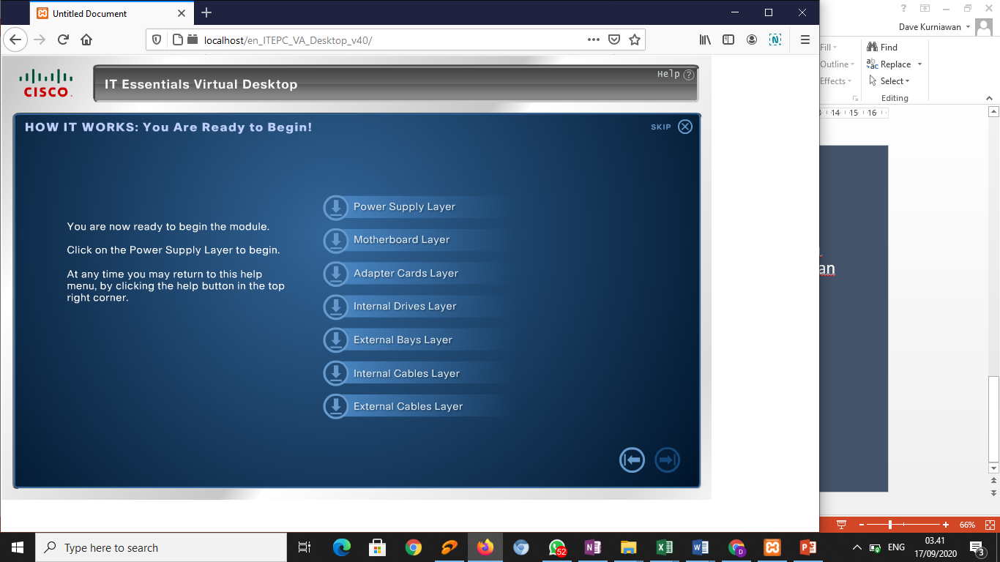 Untitled Document
localhost/en_ITEPC_VA_Desktop_v40/
Dave Kurniawan
Fill
Outline
Effects
Find
Replace
Select
Editing
CISCO
IT Essentials Virtual Desktop
Help ?
HOW IT WORKS: You Are Ready to Begin!
SKIP
You are now ready to begin the module.
Click on the Power Supply Layer to begin.
At any time you may return to this help
menu, by clicking the help button in the top
right corner.
Power Supply Layer
Motherboard Layer
Adapter Cards Layer
Internal Drives Layer
External Bays Layer
Internal Cables Layer
External Cables Layer
14 15 16
an
66%
Type here to search
52
ENG
03.41
17/09/2020
3